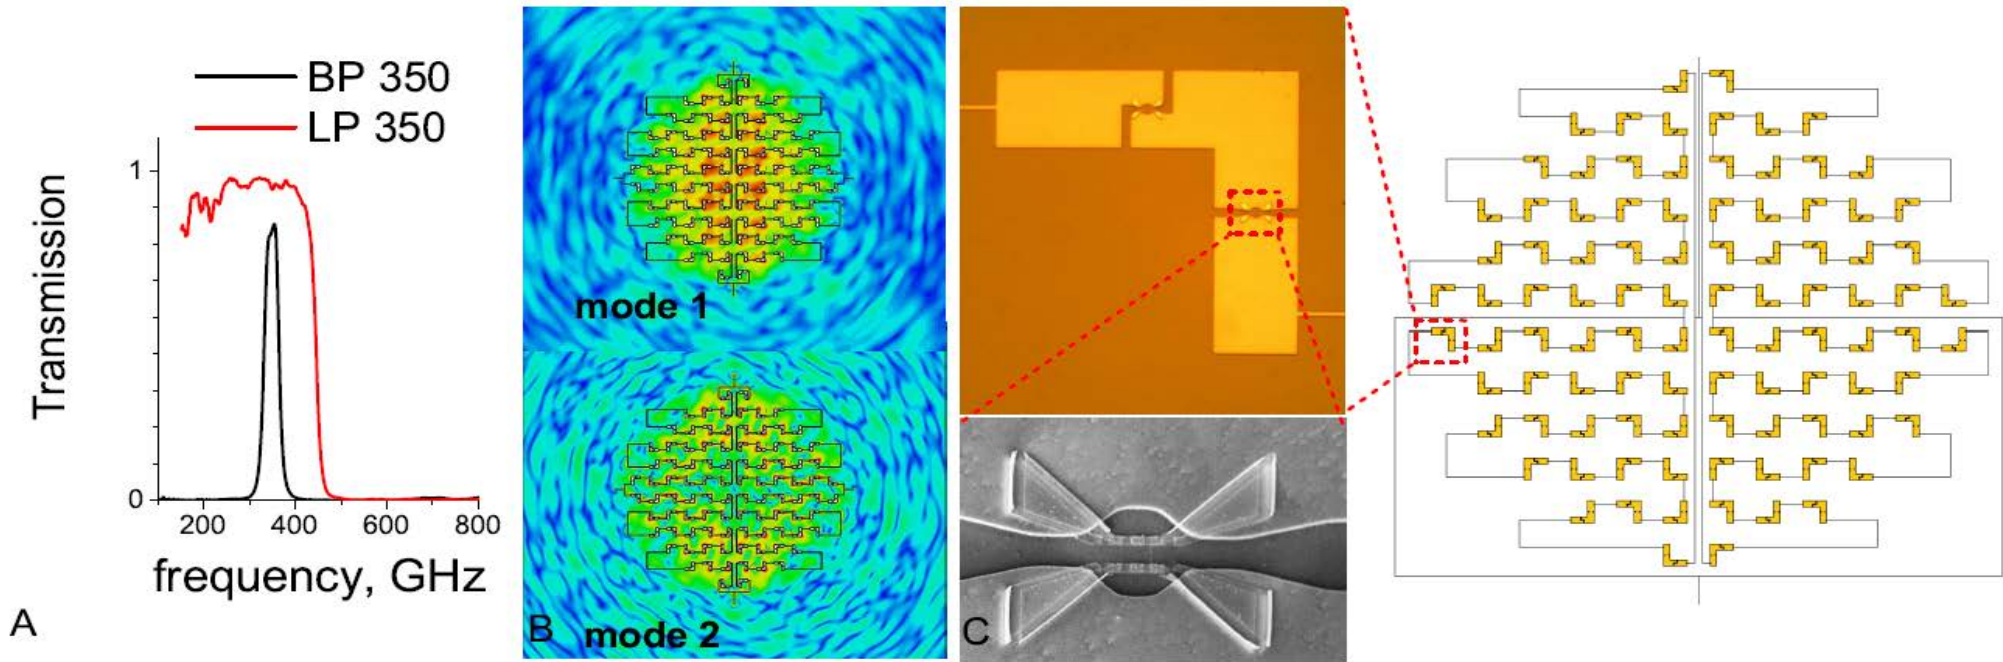 BP 350
LP 350
1
Transmission
0
200 400 600 800
frequency, GHz
A
mode 1
B mode 2
C